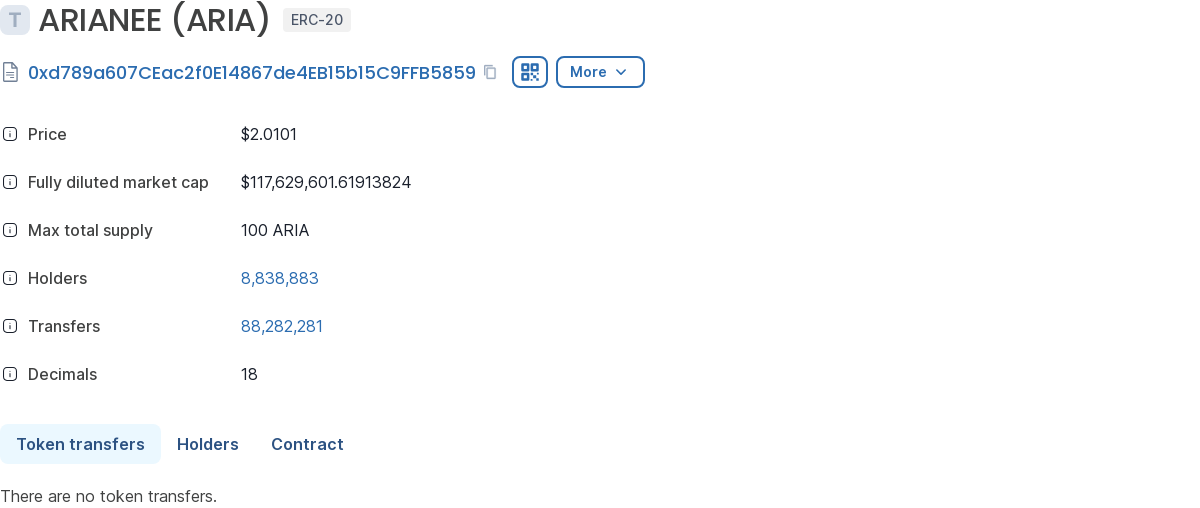 T ARIANEE (ARIA) ERC-20
0xd789a607CEac2f0E14867de4EB15b15C9FFB5859 More
Price $2.0101
Fully diluted market cap $117,629,601.61913824
Max total supply 100 ARIA
Holders 8,838,883
Transfers 88,282,281
Decimals 18
Token transfers Holders Contract
There are no token transfers.